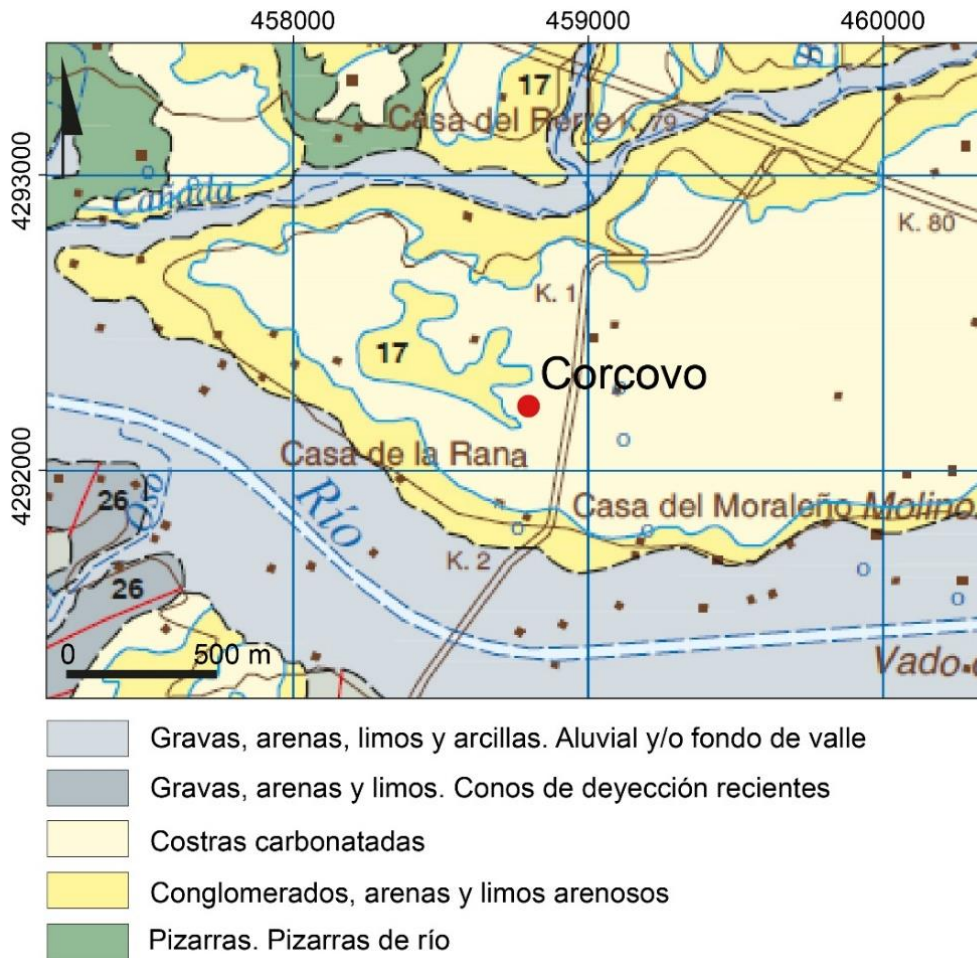 458000 459000 460000
17
Casa del Rerre K. 79
4293000
Cañada
K. 80
K. 1
17
Corcovo
Casa de la Rana
4292000
Río
Casa del Moraleño Molino
26
K. 2
26
0 500 m
Vado
Gravas, arenas, limos y arcillas. Aluvial y/o fondo de valle
Gravas, arenas y limos. Conos de deyección recientes
Costras carbonatadas
Conglomerados, arenas y limos arenosos
Pizarras. Pizarras de río